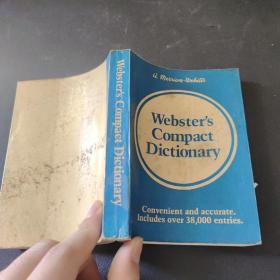 A Merriam-Webster
Webster's
Compact
Dictionary
Convenient and accurate.
Includes over 38,000 entries.
Webster's Compact Dictionary